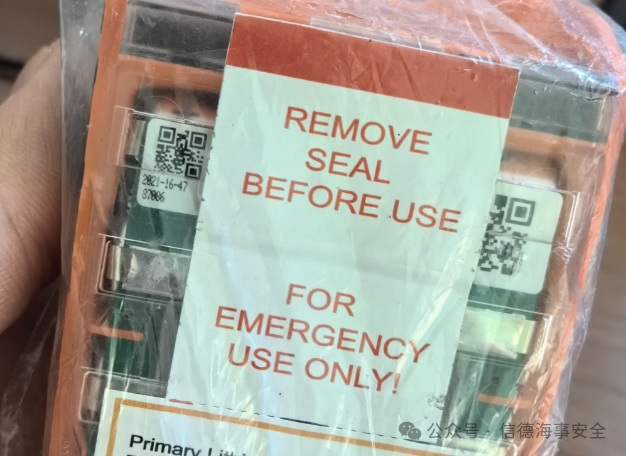 REMOVE
SEAL
BEFORE USE
FOR
EMERGENCY
USE ONLY!
2021-16-47
87086
Primary
公众号 · 信德海事安全